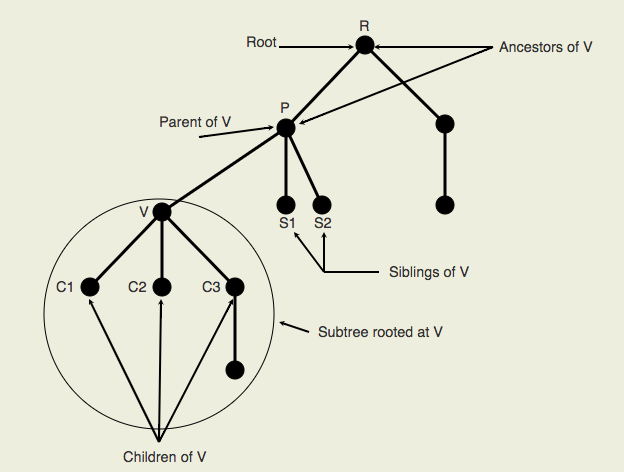 R
Root
Ancestors of V
P
Parent of V
V
S1
S2
Siblings of V
C1
C2
C3
Subtree rooted at V
Children of V